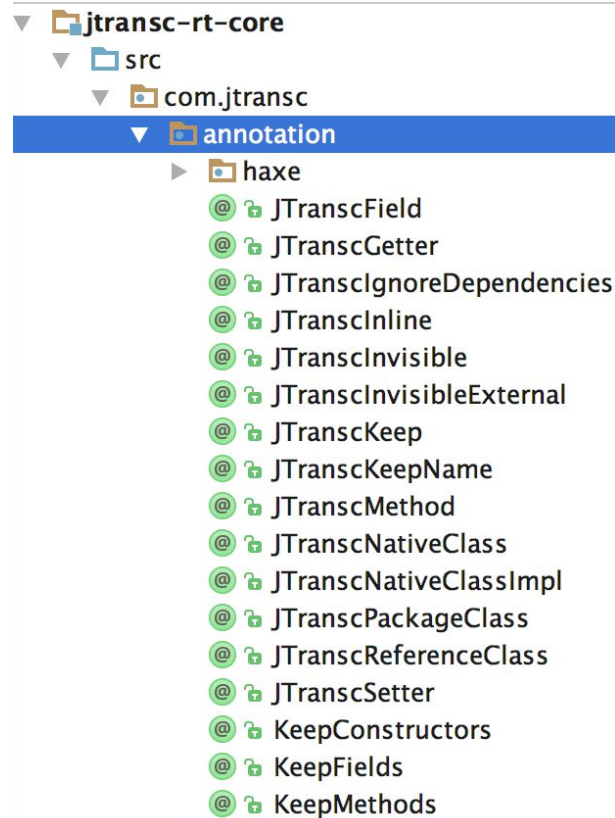 jtransc-rt-core
src
com.jtransc
annotation
haxe
JTranscField
JTranscGetter
JTranscIgnoreDependencies
JTranscInline
JTranscInvisible
JTranscInvisibleExternal
JTranscKeep
JTranscKeepName
JTranscMethod
JTranscNativeClass
JTranscNativeClassImpl
JTranscPackageClass
JTranscReferenceClass
JTranscSetter
KeepConstructors
KeepFields
KeepMethods